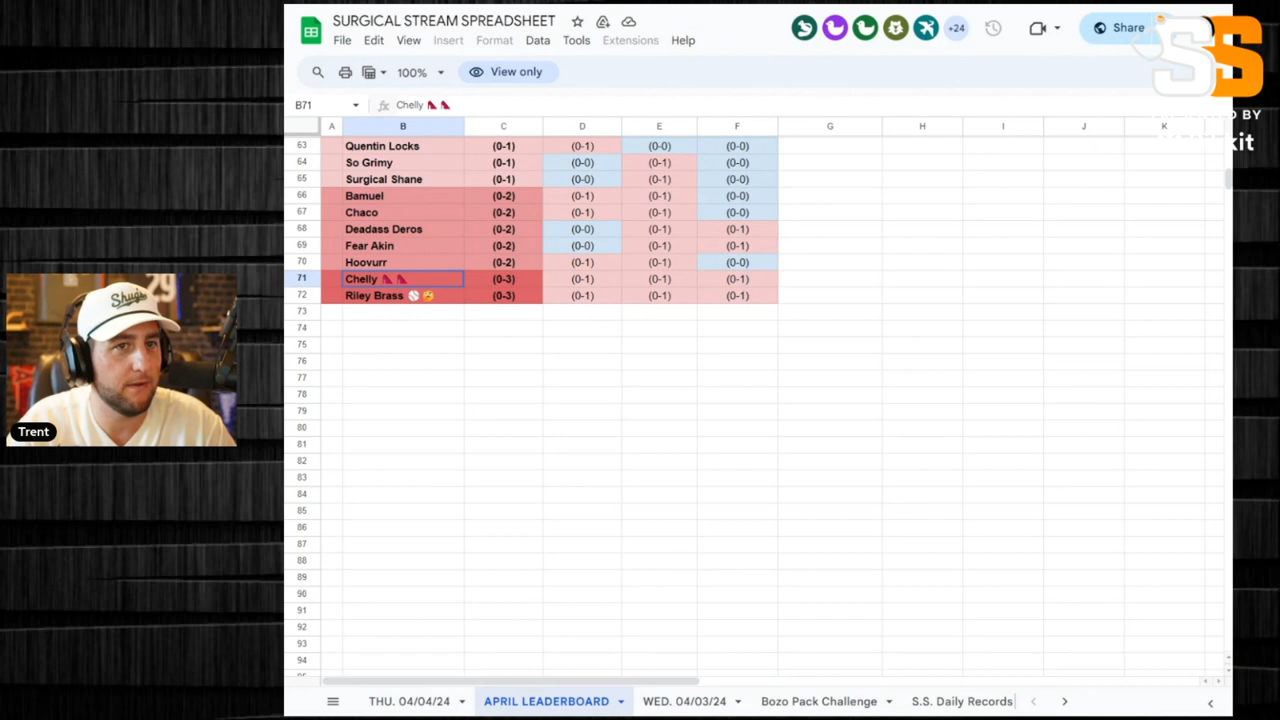 SURGICAL STREAM SPREADSHEET
File Edit View Insert Format Data Tools Extensions Help
+24
Share
100% View only
B71 Chelly 👠👠
A B C D E F G H I J K
63 Quentin Locks (0-1) (0-1) (0-0) (0-0)
64 So Grimy (0-1) (0-0) (0-1) (0-0)
65 Surgical Shane (0-1) (0-0) (0-1) (0-0)
66 Bamuel (0-2) (0-1) (0-1) (0-0)
67 Chaco (0-2) (0-1) (0-1) (0-0)
68 Deadass Deros (0-2) (0-0) (0-1) (0-1)
69 Fear Akin (0-2) (0-0) (0-1) (0-1)
70 Hoovurr (0-2) (0-1) (0-1) (0-0)
71 Chelly 👠👠 (0-3) (0-1) (0-1) (0-1)
72 Riley Brass (0-3) (0-1) (0-1) (0-1)
73
74
75
76
77
78
79
80
81
82
83
84
85
86
87
88
89
90
91
92
93
94
THU. 04/04/24 APRIL LEADERBOARD WED. 04/03/24 Bozo Pack Challenge S.S. Daily Records
SS
D BY
kit
29
Shugs
Trent